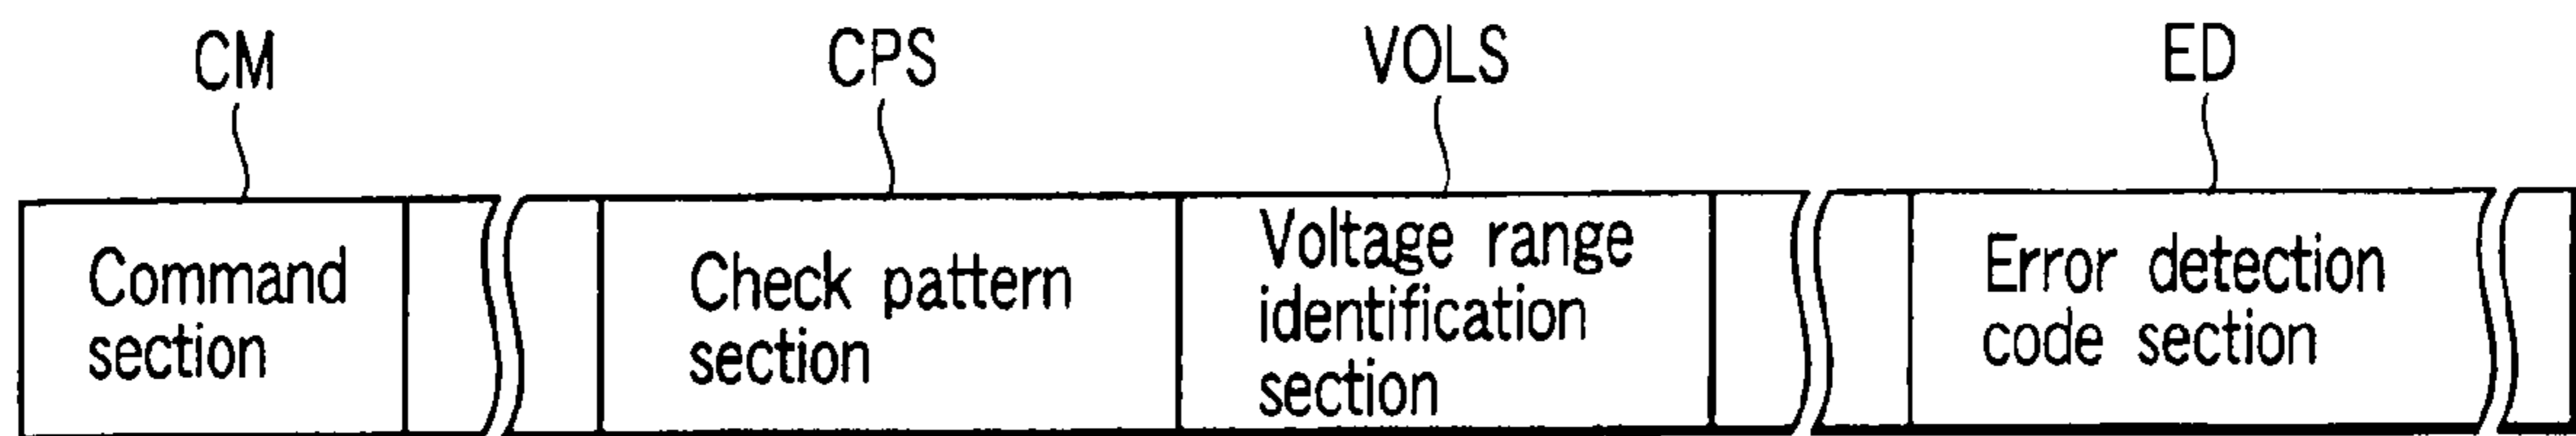 CM
CPS
VOLS
ED
Command
section
Check pattern
section
Voltage range
identification
section
Error detection
code section